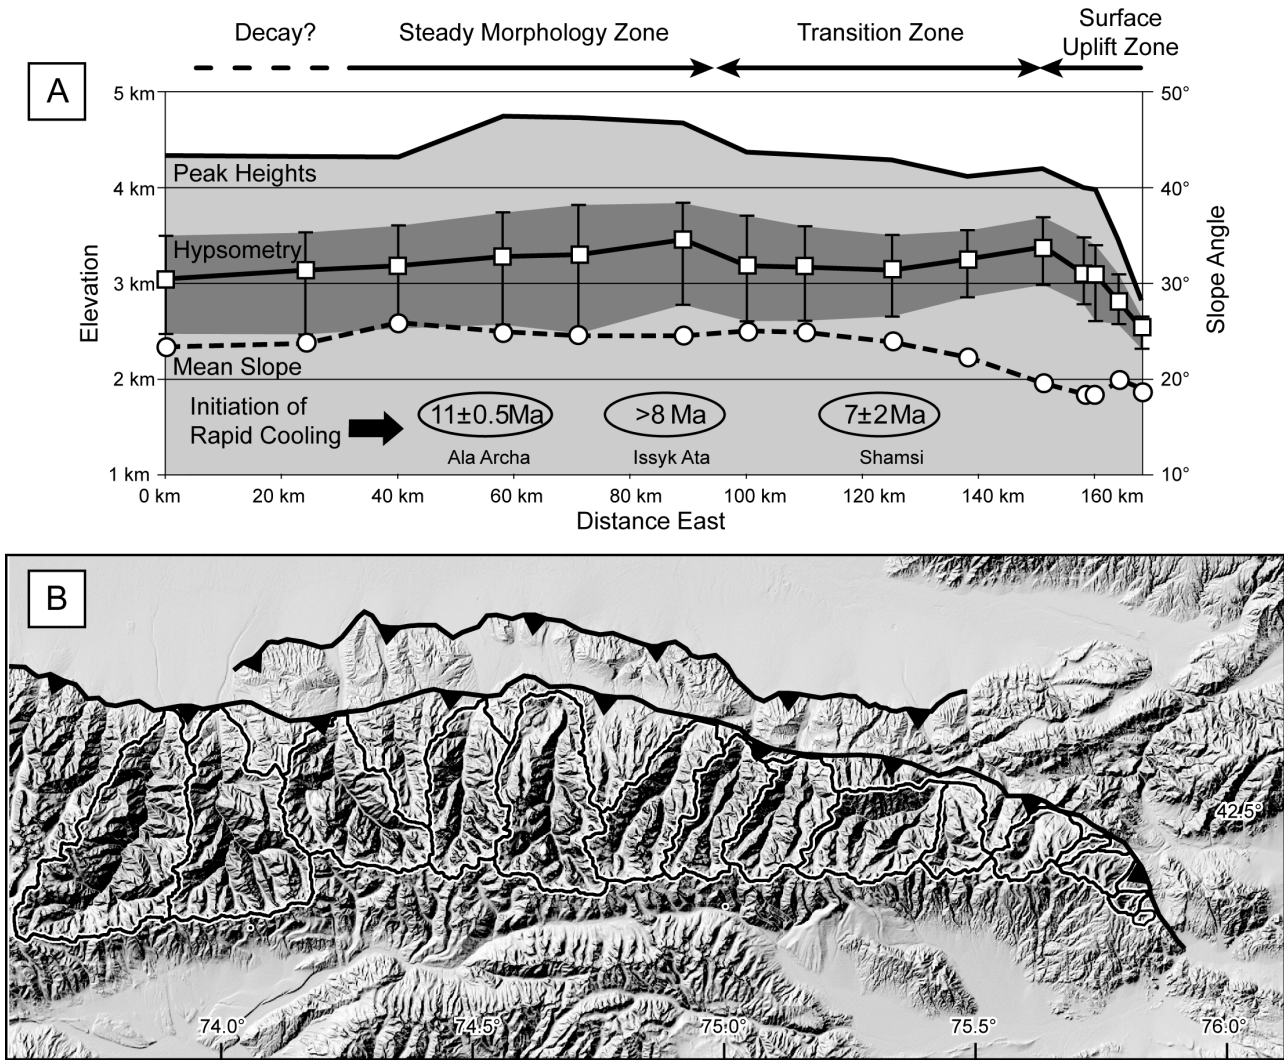 Decay?
Steady Morphology Zone
Transition Zone
Surface
Uplift Zone
A
5 km
50°
Peak Heights
4 km
40°
Hypsometry
3 km
30°
Elevation
Slope Angle
Mean Slope
2 km
20°
Initiation of
Rapid Cooling
11±0.5Ma
>8 Ma
7±2Ma
Ala Archa
Issyk Ata
Shamsi
1 km
10°
0 km
20 km
40 km
60 km
80 km
100 km
120 km
140 km
160 km
Distance East
B
42.5°
74.0°
74.5°
75.0°
75.5°
76.0°